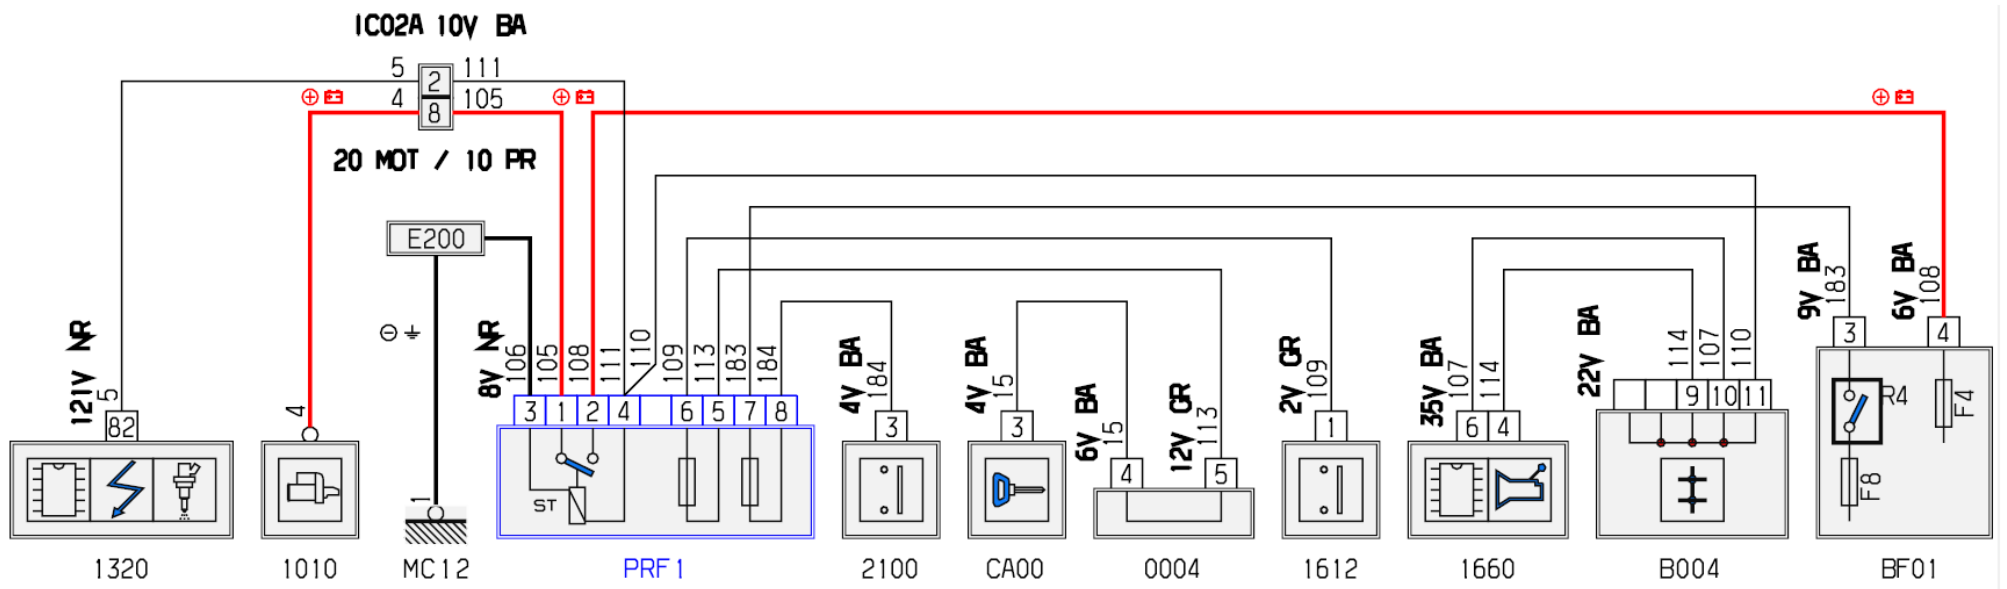 1C02A 10V BA
5 2 111
4 8 105
20 MOT / 10 PR
E200
121V NR
5
82
1320
4
1010
1
MC12
8V NR
106 105 108 111 110 109 113 183 184
3 1 2 4 6 5 7 8
ST
PRF1
4V BA
184
3
2100
4V BA
15
3
CA00
6V BA
15
4
12V GR
113
5
0004
2V GR
109
1
1612
35V BA
107 114
6 4
1660
22V BA
114 107 110
9 10 11
B004
9V BA
183
3
6V BA
108
4
R4
F4
F8
BF01